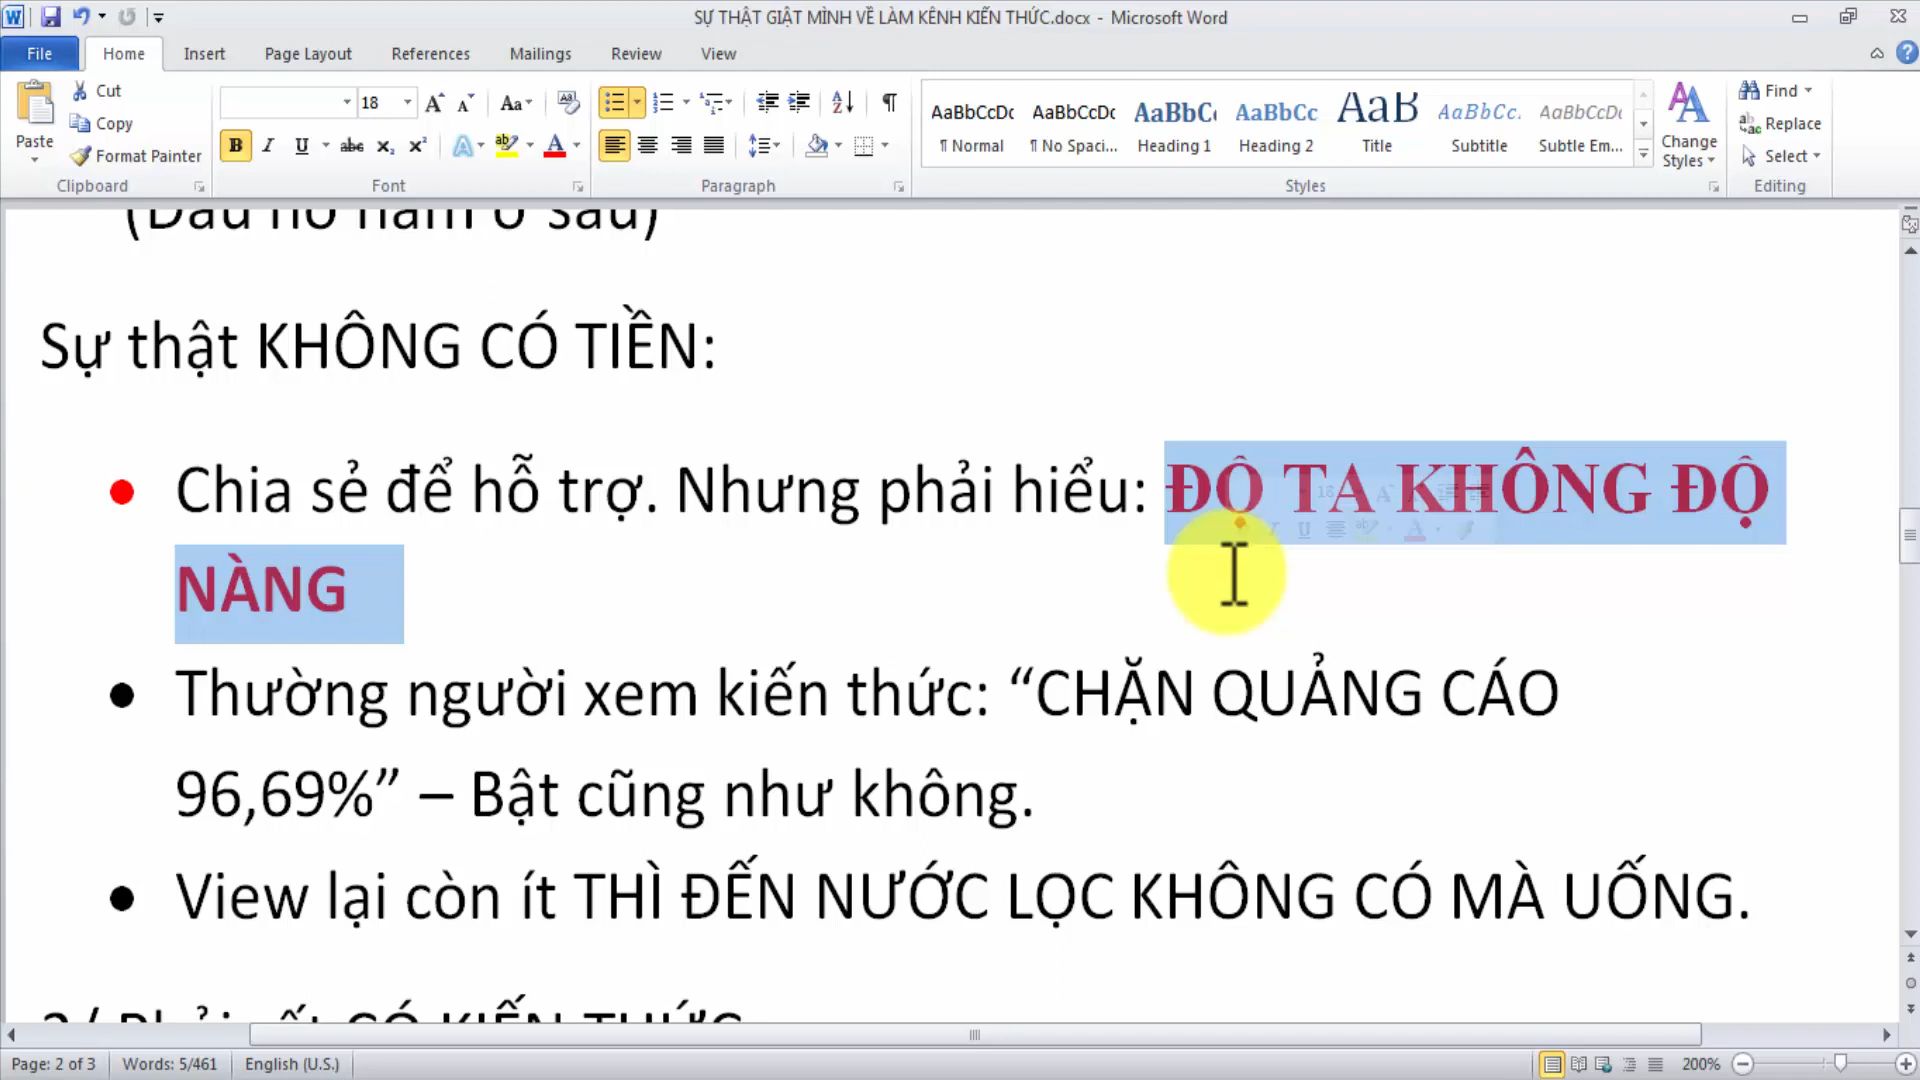 SỰ THẬT GIẬT MÌNH VỀ LÀM KÊNH KIẾN THỨC.docx - Microsoft Word
File Home Insert Page Layout References Mailings Review View
Paste
Cut
Copy
Format Painter
Clipboard
18
Font
Paragraph
AaBbCcDc AaBbCcDc AaBbC AaBbCc AaB AaBbCc. AaBbCcDc
¶ Normal ¶ No Spaci... Heading 1 Heading 2 Title Subtitle Subtle Em...
Styles
Change Styles
Find
Replace
Select
Editing
Sự thật KHÔNG CÓ TIỀN:
• Chia sẻ để hỗ trợ. Nhưng phải hiểu: ĐỘ TA KHÔNG ĐỘ
NÀNG
• Thường người xem kiến thức: “CHẶN QUẢNG CÁO
96,69%” – Bật cũng như không.
• View lại còn ít THÌ ĐẾN NƯỚC LỌC KHÔNG CÓ MÀ UỐNG.
Page: 2 of 3 Words: 5/461 English (U.S.) 200%